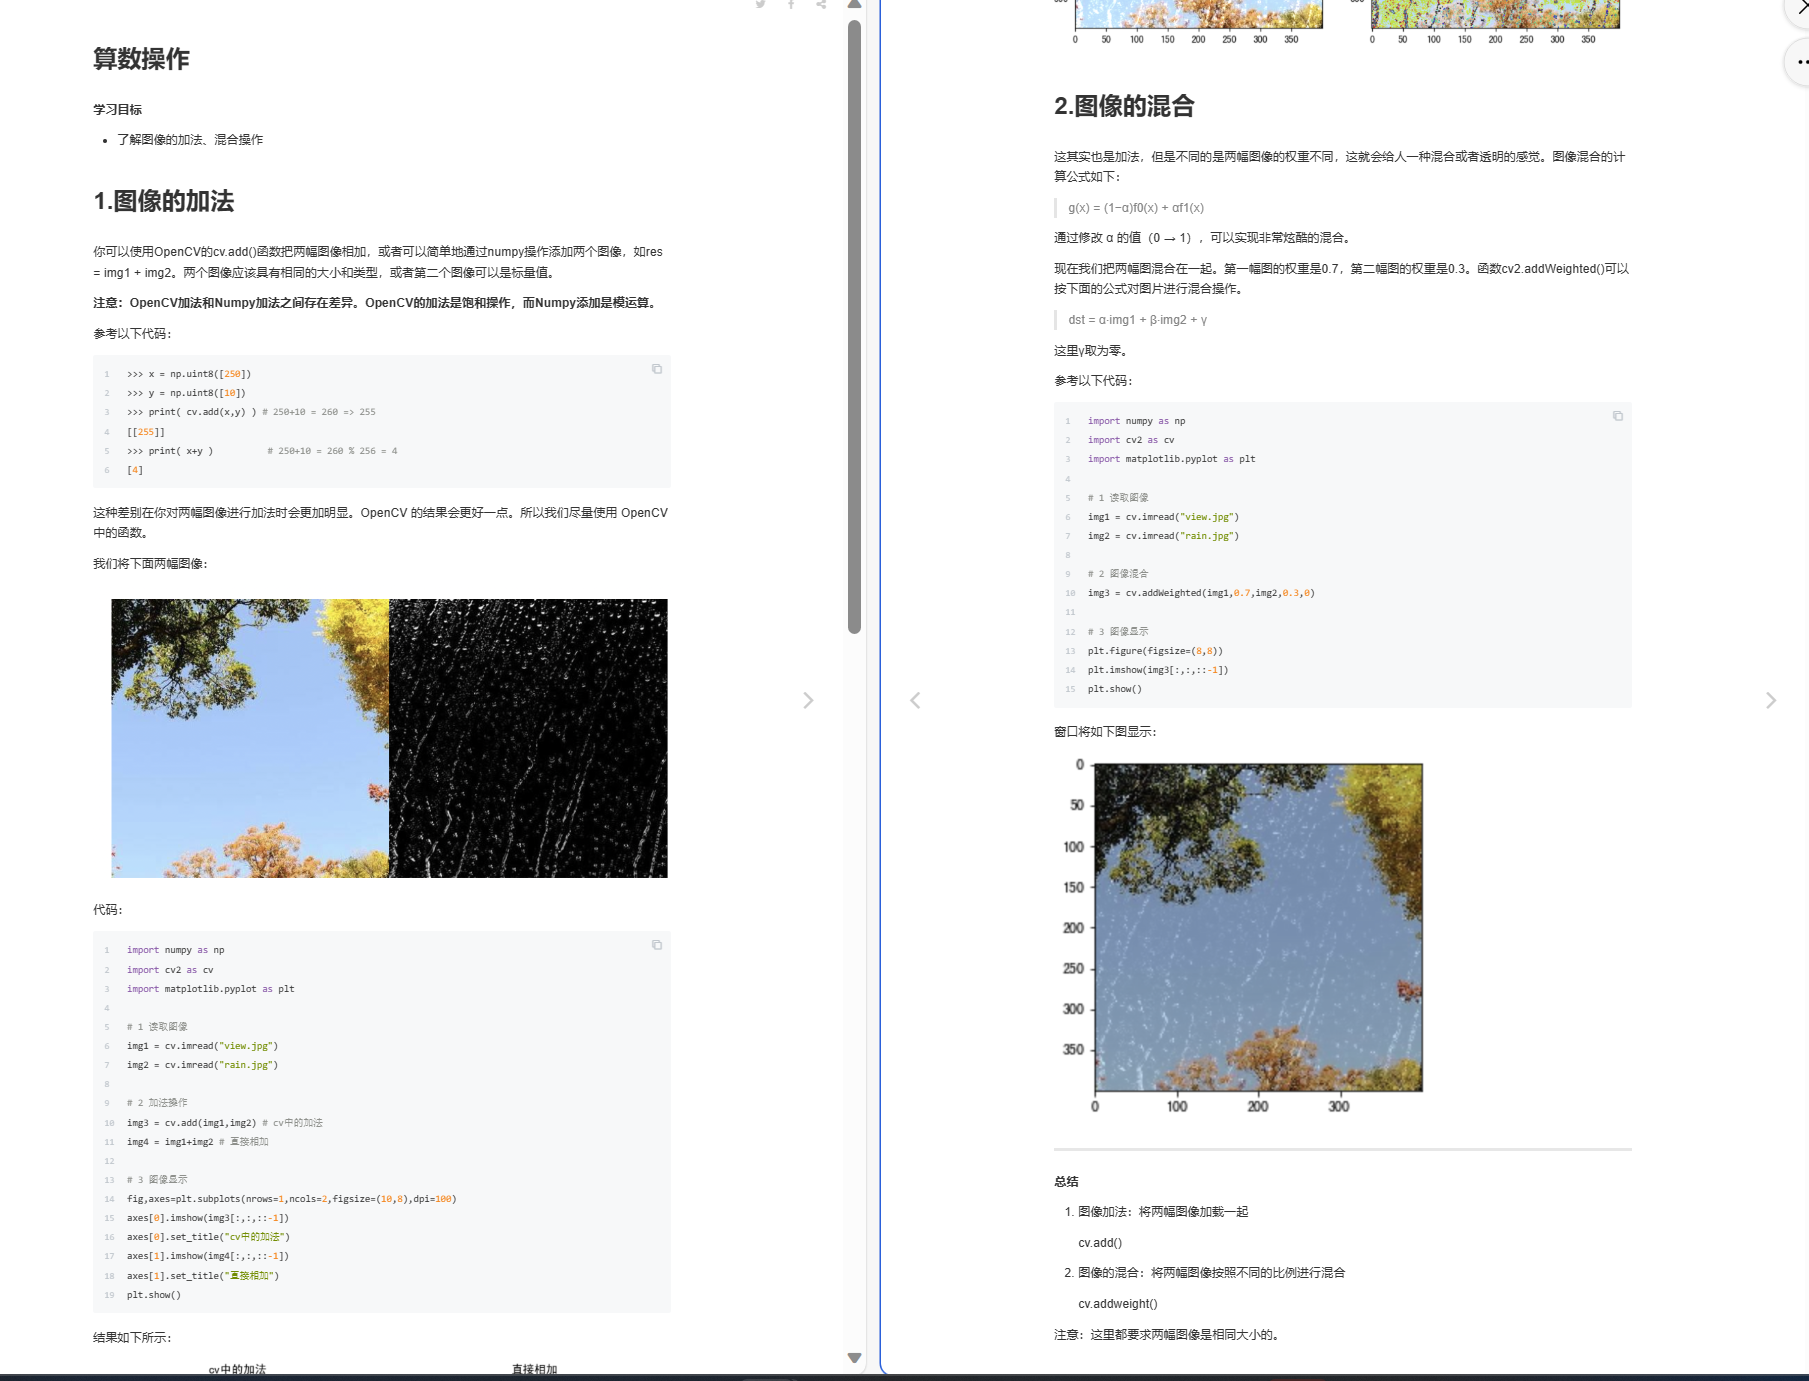 算数操作
学习目标
• 了解图像的加法、混合操作
1.图像的加法
你可以使用OpenCV的cv.add()函数把两幅图像相加，或者可以简单地通过numpy操作添加两个图像，如res
= img1 + img2。两个图像应该具有相同的大小和类型，或者第二个图像可以是标量值。
注意：OpenCV加法和Numpy加法之间存在差异。OpenCV的加法是饱和操作，而Numpy添加是模运算。
参考以下代码：
1 >>> x = np.uint8([250])
2 >>> y = np.uint8([10])
3 >>> print( cv.add(x,y) ) # 250+10 = 260 => 255
4 [[255]]
5 >>> print( x+y ) # 250+10 = 260 % 256 = 4
6 [4]
这种差别在你对两幅图像进行加法时会更加明显。OpenCV 的结果会更好一点。所以我们尽量使用 OpenCV
中的函数。
我们将下面两幅图像：
代码：
1 import numpy as np
2 import cv2 as cv
3 import matplotlib.pyplot as plt
4
5 # 1 读取图像
6 img1 = cv.imread("view.jpg")
7 img2 = cv.imread("rain.jpg")
8
9 # 2 加法操作
10 img3 = cv.add(img1,img2) # cv中的加法
11 img4 = img1+img2 # 直接相加
12
13 # 3 图像显示
14 fig,axes=plt.subplots(nrows=1,ncols=2,figsize=(10,8),dpi=100)
15 axes[0].imshow(img3[:,:,::-1])
16 axes[0].set_title("cv中的加法")
17 axes[1].imshow(img4[:,:,::-1])
18 axes[1].set_title("直接相加")
19 plt.show()
结果如下所示：
cv中的加法 直接相加
0 50 100 150 200 250 300 350 0 50 100 150 200 250 300 350
2.图像的混合
这其实也是加法，但是不同的是两幅图像的权重不同，这就会给人一种混合或者透明的感觉。图像混合的计
算公式如下：
g(x) = (1−α)f0(x) + αf1(x)
通过修改 α 的值（0 → 1），可以实现非常炫酷的混合。
现在我们把两幅图混合在一起。第一幅图的权重是0.7，第二幅图的权重是0.3。函数cv2.addWeighted()可以
按下面的公式对图片进行混合操作。
dst = α⋅img1 + β⋅img2 + γ
这里γ取为零。
参考以下代码：
1 import numpy as np
2 import cv2 as cv
3 import matplotlib.pyplot as plt
4
5 # 1 读取图像
6 img1 = cv.imread("view.jpg")
7 img2 = cv.imread("rain.jpg")
8
9 # 2 图像混合
10 img3 = cv.addWeighted(img1,0.7,img2,0.3,0)
11
12 # 3 图像显示
13 plt.figure(figsize=(8,8))
14 plt.imshow(img3[:,:,::-1])
15 plt.show()
窗口将如下图显示：
0
50
100
150
200
250
300
350
0 100 200 300
总结
1. 图像加法：将两幅图像加载一起
cv.add()
2. 图像的混合：将两幅图像按照不同的比例进行混合
cv.addweight()
注意：这里都要求两幅图像是相同大小的。